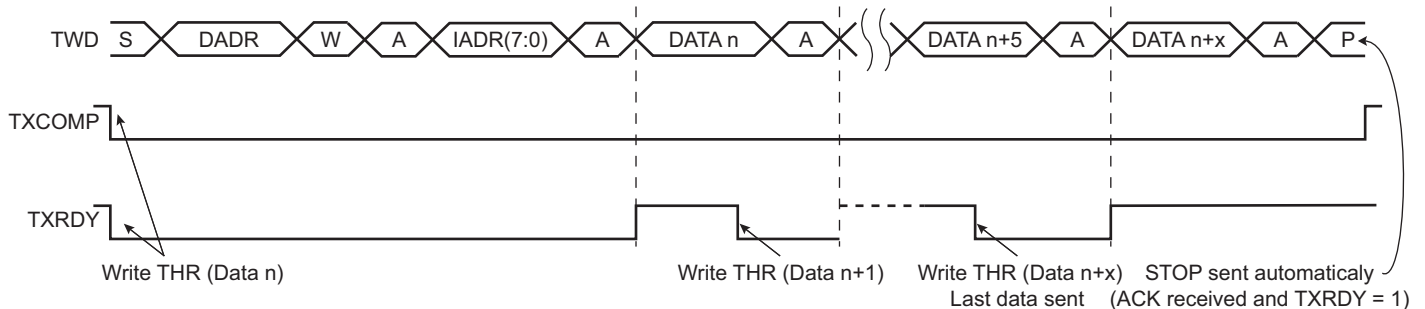 TWD S DADR W A IADR(7:0) A DATA n A DATA n+5 A DATA n+x A P
TXCOMP
TXRDY
Write THR (Data n) Write THR (Data n+1) Write THR (Data n+x) STOP sent automaticaly
Last data sent (ACK received and TXRDY = 1)